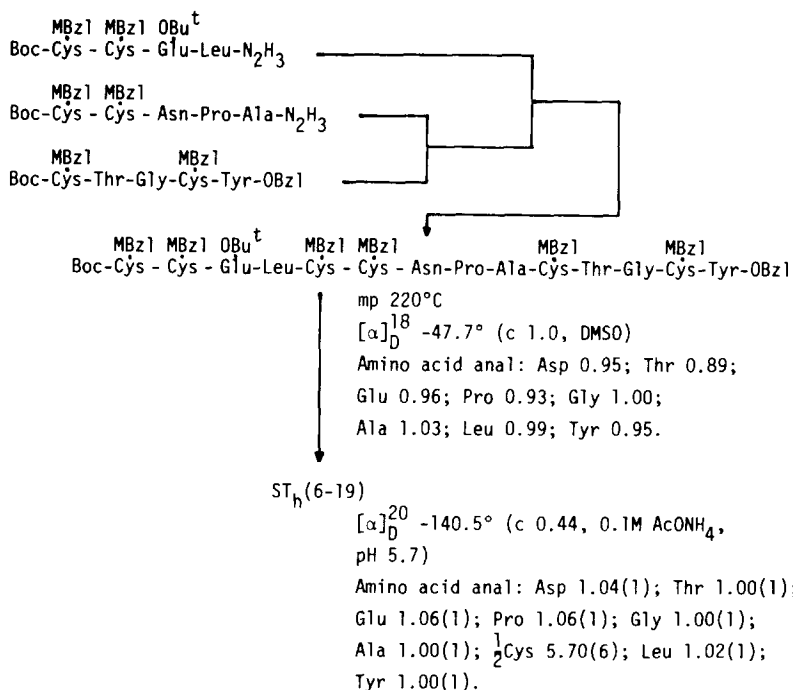 MBzl MBzl OBuᵗ
Boc-Cys - Cys - Glu-Leu-N₂H₃
MBzl MBzl
Boc-Cys - Cys - Asn-Pro-Ala-N₂H₃
MBzl MBzl
Boc-Cys-Thr-Gly-Cys-Tyr-OBzl
MBzl MBzl OBuᵗ MBzl MBzl MBzl MBzl
Boc-Cys - Cys - Glu-Leu-Cys - Cys - Asn-Pro-Ala-Cys-Thr-Gly-Cys-Tyr-OBzl
mp 220°C
[α]D18 -47.7° (c 1.0, DMSO)
Amino acid anal: Asp 0.95; Thr 0.89;
Glu 0.96; Pro 0.93; Gly 1.00;
Ala 1.03; Leu 0.99; Tyr 0.95.
STh(6-19)
[α]D20 -140.5° (c 0.44, 0.1M AcONH₄,
pH 5.7)
Amino acid anal: Asp 1.04(1); Thr 1.00(1);
Glu 1.06(1); Pro 1.06(1); Gly 1.00(1);
Ala 1.00(1); ½Cys 5.70(6); Leu 1.02(1);
Tyr 1.00(1).